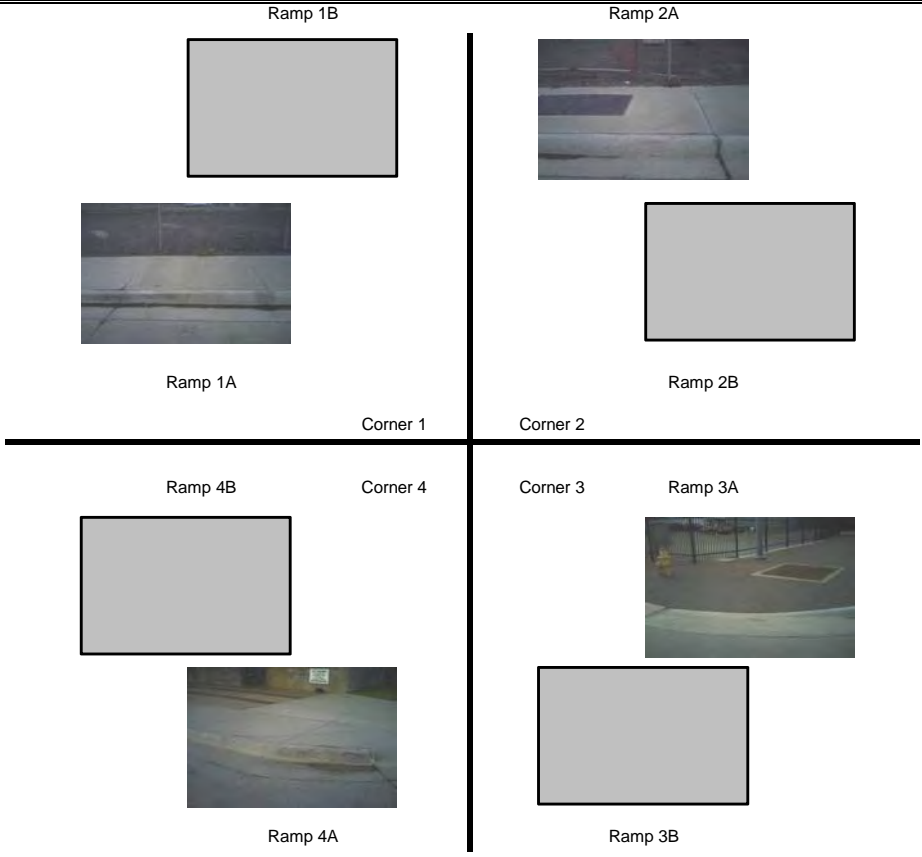 Ramp 1B Ramp 2A
Ramp 1A Ramp 2B
Corner 1 Corner 2
Ramp 4B Corner 4 Corner 3 Ramp 3A
Ramp 4A Ramp 3B